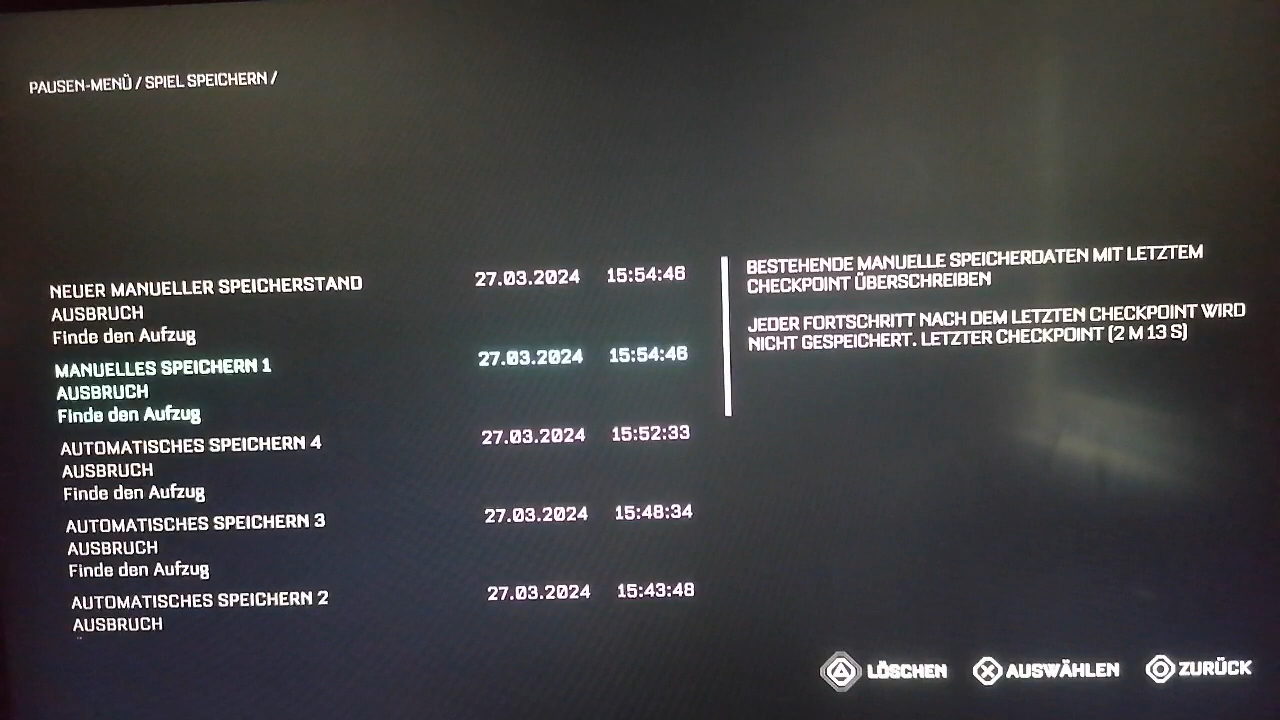 PAUSEN-MENÜ / SPIEL SPEICHERN /
NEUER MANUELLER SPEICHERSTAND 27.03.2024 15:54:46
AUSBRUCH
Finde den Aufzug
MANUELLES SPEICHERN 1 27.03.2024 15:54:46
AUSBRUCH
Finde den Aufzug
AUTOMATISCHES SPEICHERN 4 27.03.2024 15:52:33
AUSBRUCH
Finde den Aufzug
AUTOMATISCHES SPEICHERN 3 27.03.2024 15:48:34
AUSBRUCH
Finde den Aufzug
AUTOMATISCHES SPEICHERN 2 27.03.2024 15:43:48
AUSBRUCH
BESTEHENDE MANUELLE SPEICHERDATEN MIT LETZTEM
CHECKPOINT ÜBERSCHREIBEN
JEDER FORTSCHRITT NACH DEM LETZTEN CHECKPOINT WIRD
NICHT GESPEICHERT. LETZTER CHECKPOINT (2 M 13 S)
LÖSCHEN AUSWÄHLEN ZURÜCK